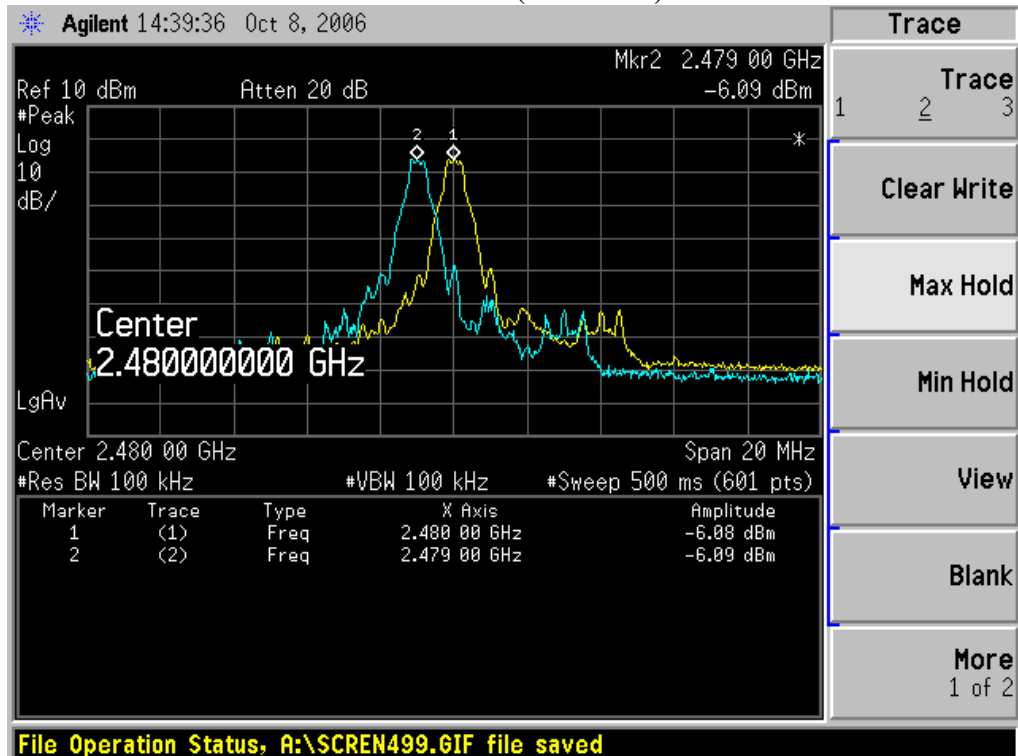 Agilent 14:39:36 Oct 8, 2006
Trace
Mkr2 2.479 00 GHz
Ref 10 dBm Atten 20 dB -6.09 dBm
#Peak
Log
10
dB/
2 1
*
Center
2.480000000 GHz
LgAv
Center 2.480 00 GHz Span 20 MHz
#Res BW 100 kHz #VBW 100 kHz #Sweep 500 ms (601 pts)
Marker Trace Type X Axis Amplitude
1 (1) Freq 2.480 00 GHz -6.08 dBm
2 (2) Freq 2.479 00 GHz -6.09 dBm
Trace
1 2 3
Clear Write
Max Hold
Min Hold
View
Blank
More
1 of 2
File Operation Status, A:\SCREN499.GIF file saved